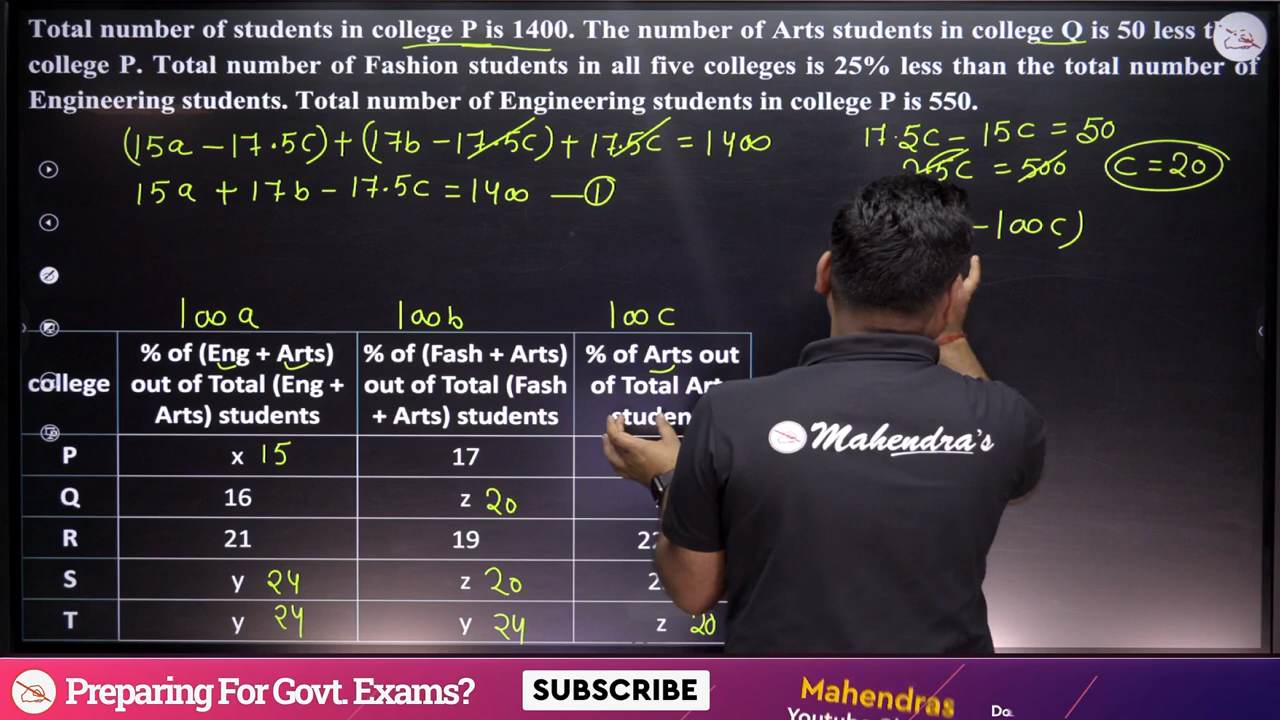 Total number of students in college P is 1400. The number of Arts students in college Q is 50 less
college P. Total number of Fashion students in all five colleges is 25% less than the total number of
Engineering students. Total number of Engineering students in college P is 550.
(15a - 17.5c) + (17b - 17.5c) + 17.5c = 1400
17.5c - 15c = 50
15a + 17b - 17.5c = 1400 — ①
= 500
c = 20
- 100c)
100a 100b 100c
college
% of (Eng + Arts)
out of Total (Eng +
Arts) students
% of (Fash + Arts)
out of Total (Fash
+ Arts) students
% of Arts out
of Total
P x 15 17
Q 16 z 20
R 21 19
S y 24 z 20
T y 24 y 24 z 20
Mahendra's
Preparing For Govt. Exams?
SUBSCRIBE
Mahendras